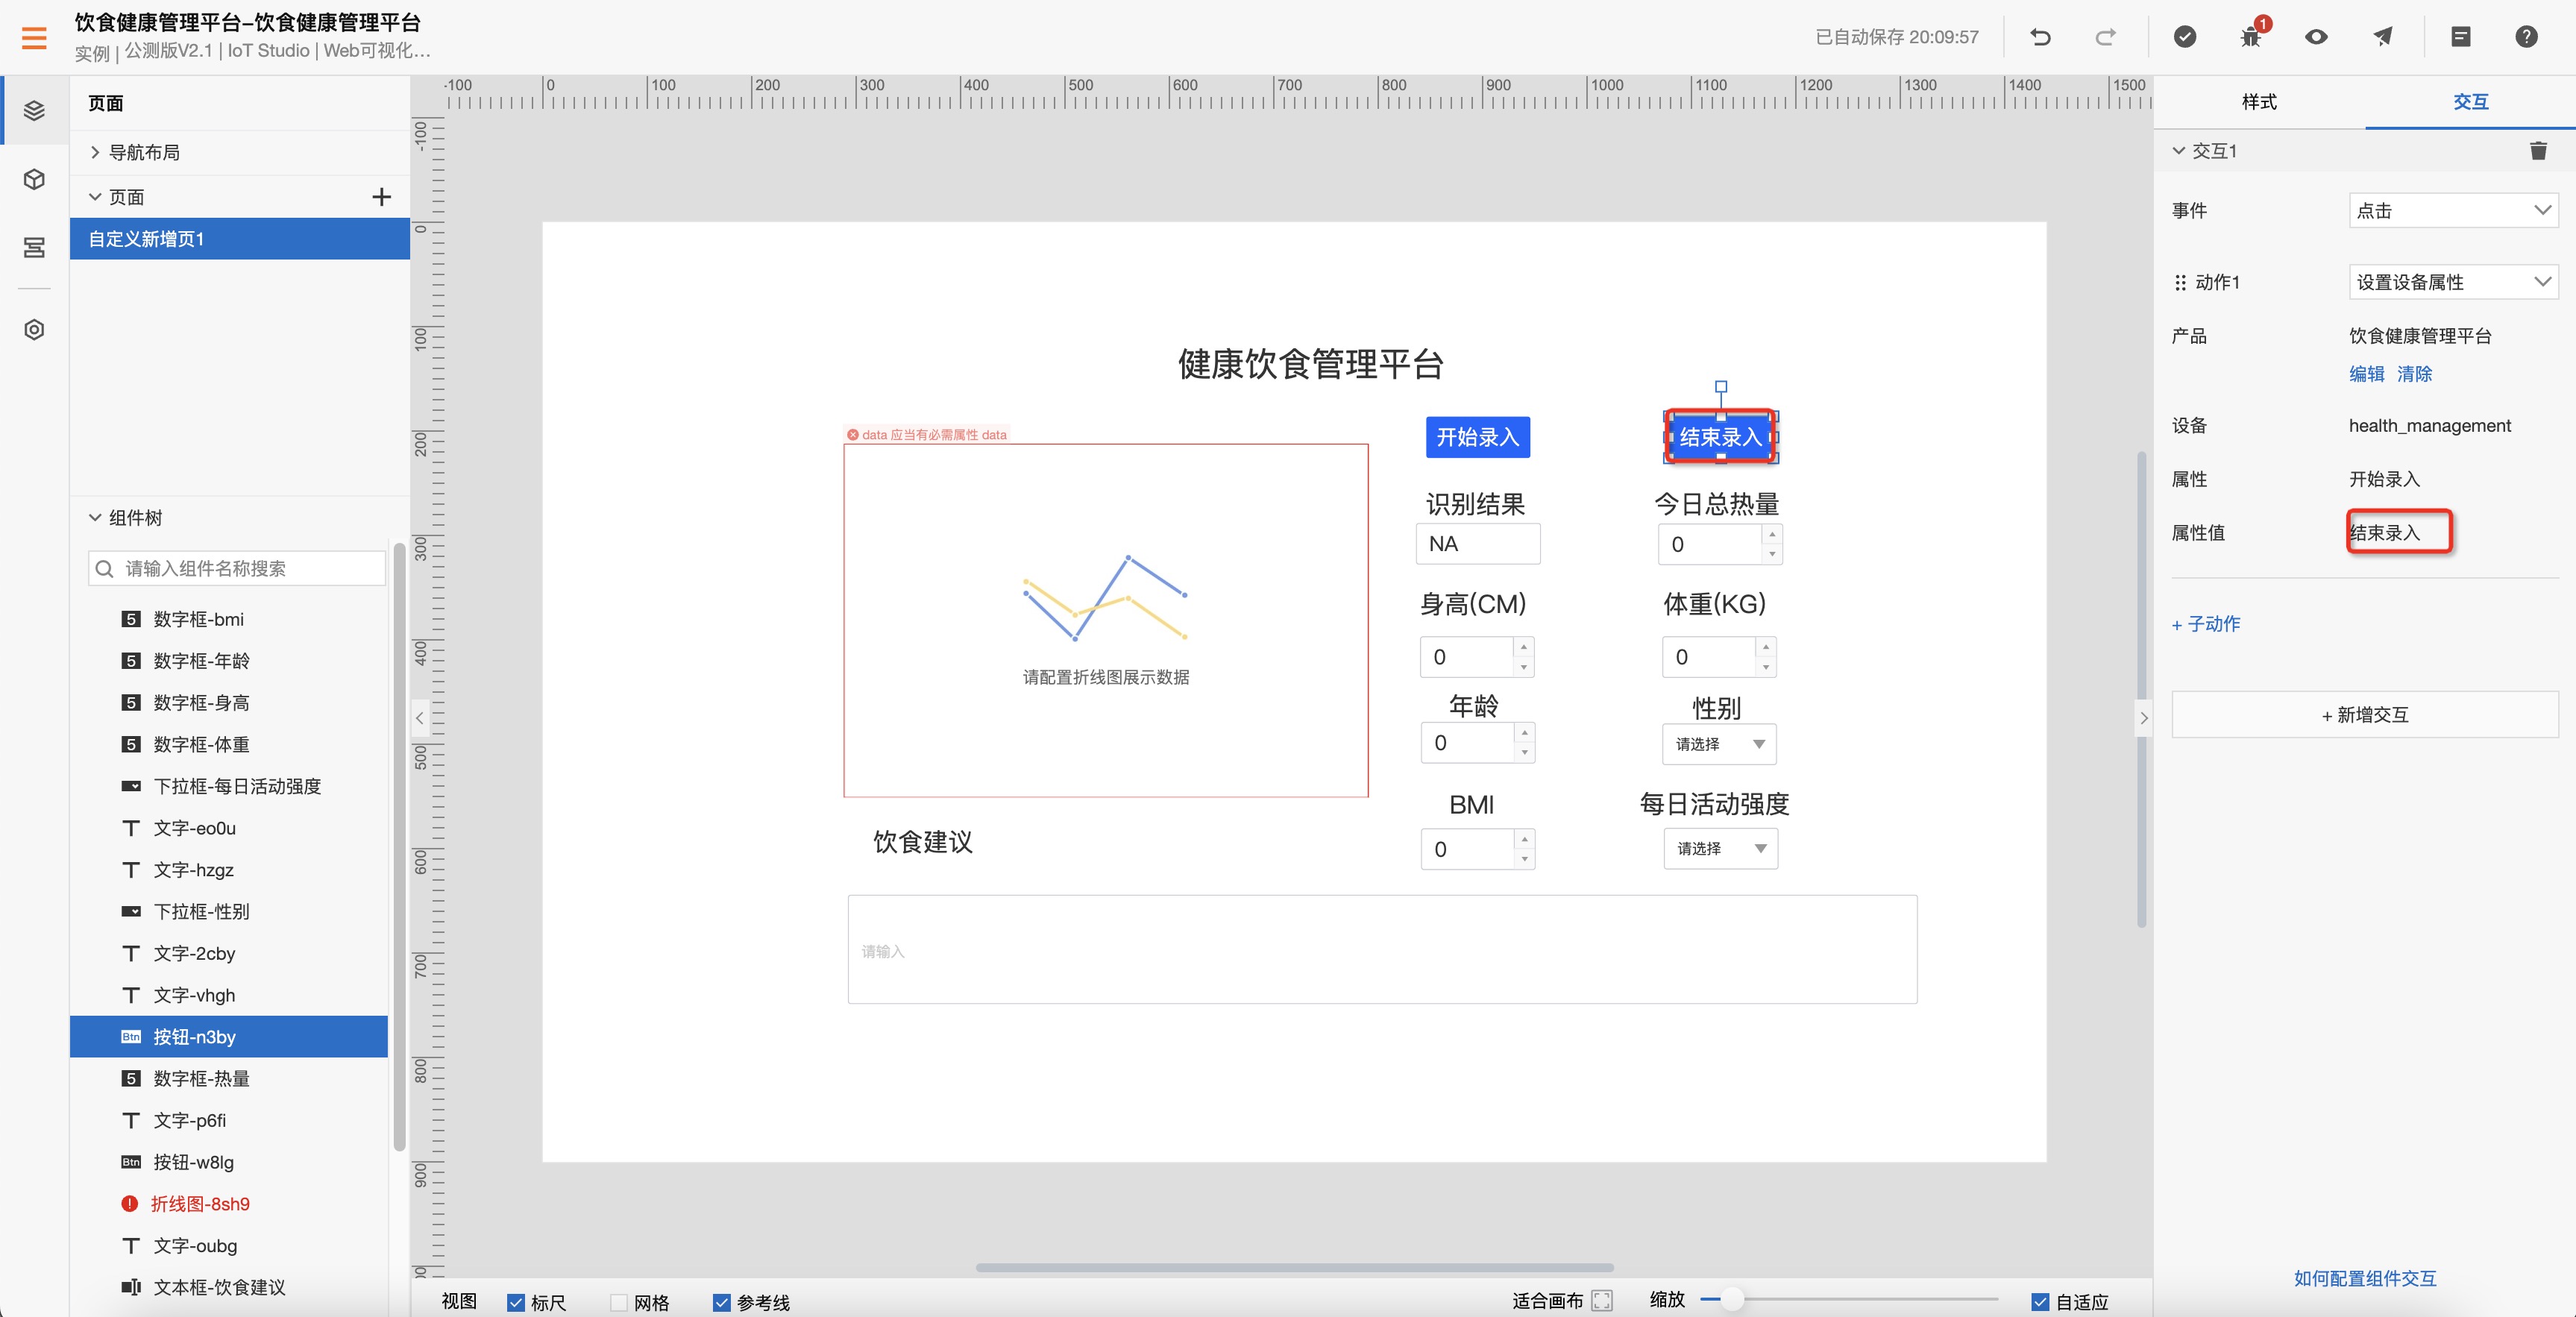 饮食健康管理平台-饮食健康管理平台
实例 | 公测版V2.1 | IoT Studio | Web可视化...
已自动保存 20:09:57
1
页面
导航布局
页面
自定义新增页1
组件树
请输入组件名称搜索
数字框-bmi
数字框-年龄
数字框-身高
数字框-体重
下拉框-每日活动强度
文字-eo0u
文字-hzgz
下拉框-性别
文字-2cby
文字-vhgh
Btn 按钮-n3by
数字框-热量
文字-p6fi
Btn 按钮-w8lg
折线图-8sh9
文字-oubg
文本框-饮食建议
-100 0 100 200 300 400 500 600 700 800 900 1000 1100 1200 1300 1400 1500
-100
0
100
200
300
400
500
600
700
800
900
健康饮食管理平台
data 应当有必需属性 data
请配置折线图展示数据
开始录入
结束录入
识别结果
今日总热量
NA
0
身高(CM)
体重(KG)
0
0
年龄
性别
0
请选择
BMI
每日活动强度
0
请选择
饮食建议
请输入
视图
标尺
网格
参考线
适合画布
缩放
自适应
样式
交互
交互1
事件
点击
动作1
设置设备属性
产品
饮食健康管理平台
编辑 清除
设备
health_management
属性
开始录入
属性值
结束录入
+ 子动作
+ 新增交互
如何配置组件交互